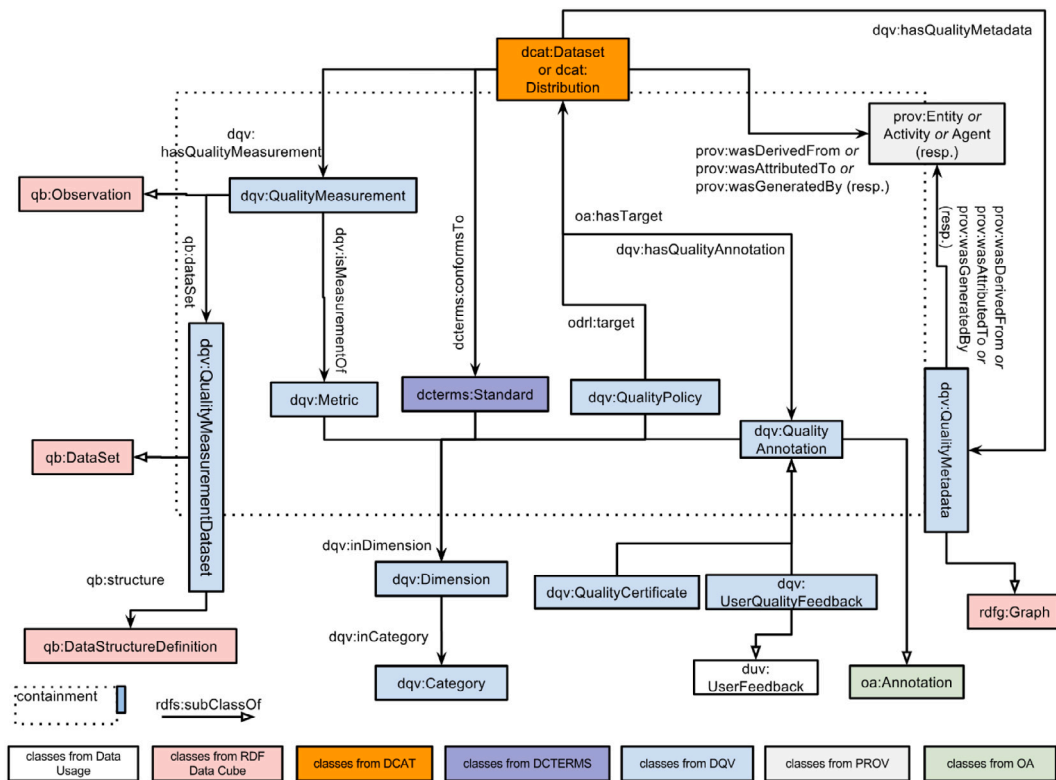 dqv:hasQualityMetadata
dcat:Dataset
or dcat:
Distribution
prov:Entity or
Activity or Agent
(resp.)
dqv:
hasQualityMeasurement
prov:wasDerivedFrom or
prov:wasAttributedTo or
prov:wasGeneratedBy (resp.)
qb:Observation
dqv:QualityMeasurement
oa:hasTarget
dqv:hasQualityAnnotation
qb:dataSet
dqv:isMeasurementOf
dcterms:conformsTo
prov:wasDerivedFrom or
prov:wasAttributedTo or
prov:wasGeneratedBy
(resp.)
odrl:target
dqv:QualityMeasurementDataset
dqv:Metric
dcterms:Standard
dqv:QualityPolicy
dqv:Quality
Annotation
dqv:QualityMetadata
qb:DataSet
dqv:inDimension
qb:structure
dqv:Dimension
dqv:QualityCertificate
dqv:
UserQualityFeedback
rdfg:Graph
qb:DataStructureDefinition
dqv:inCategory
dqv:Category
duv:
UserFeedback
oa:Annotation
containment
rdfs:subClassOf
classes from Data
Usage
classes from RDF
Data Cube
classes from DCAT
classes from DCTERMS
classes from DQV
classes from PROV
classes from OA